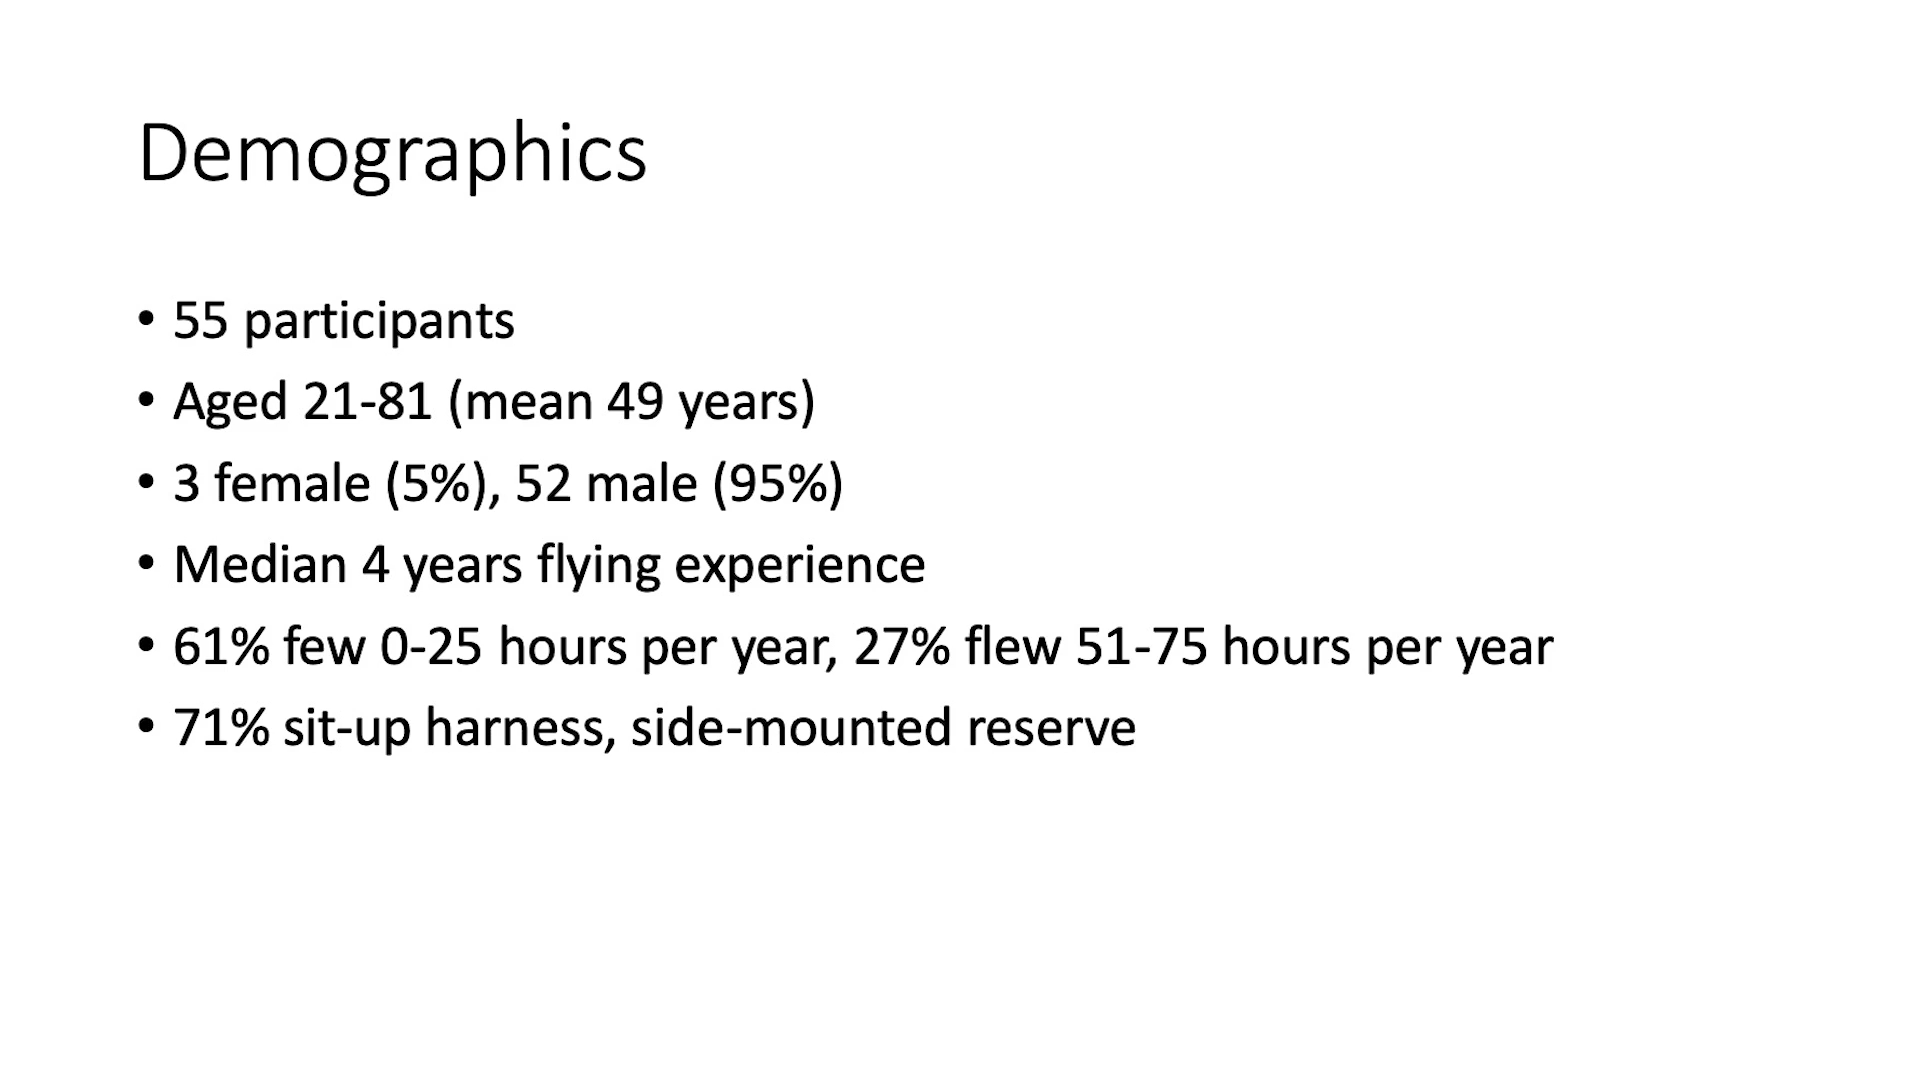 Demographics
• 55 participants
• Aged 21-81 (mean 49 years)
• 3 female (5%), 52 male (95%)
• Median 4 years flying experience
• 61% few 0-25 hours per year, 27% flew 51-75 hours per year
• 71% sit-up harness, side-mounted reserve